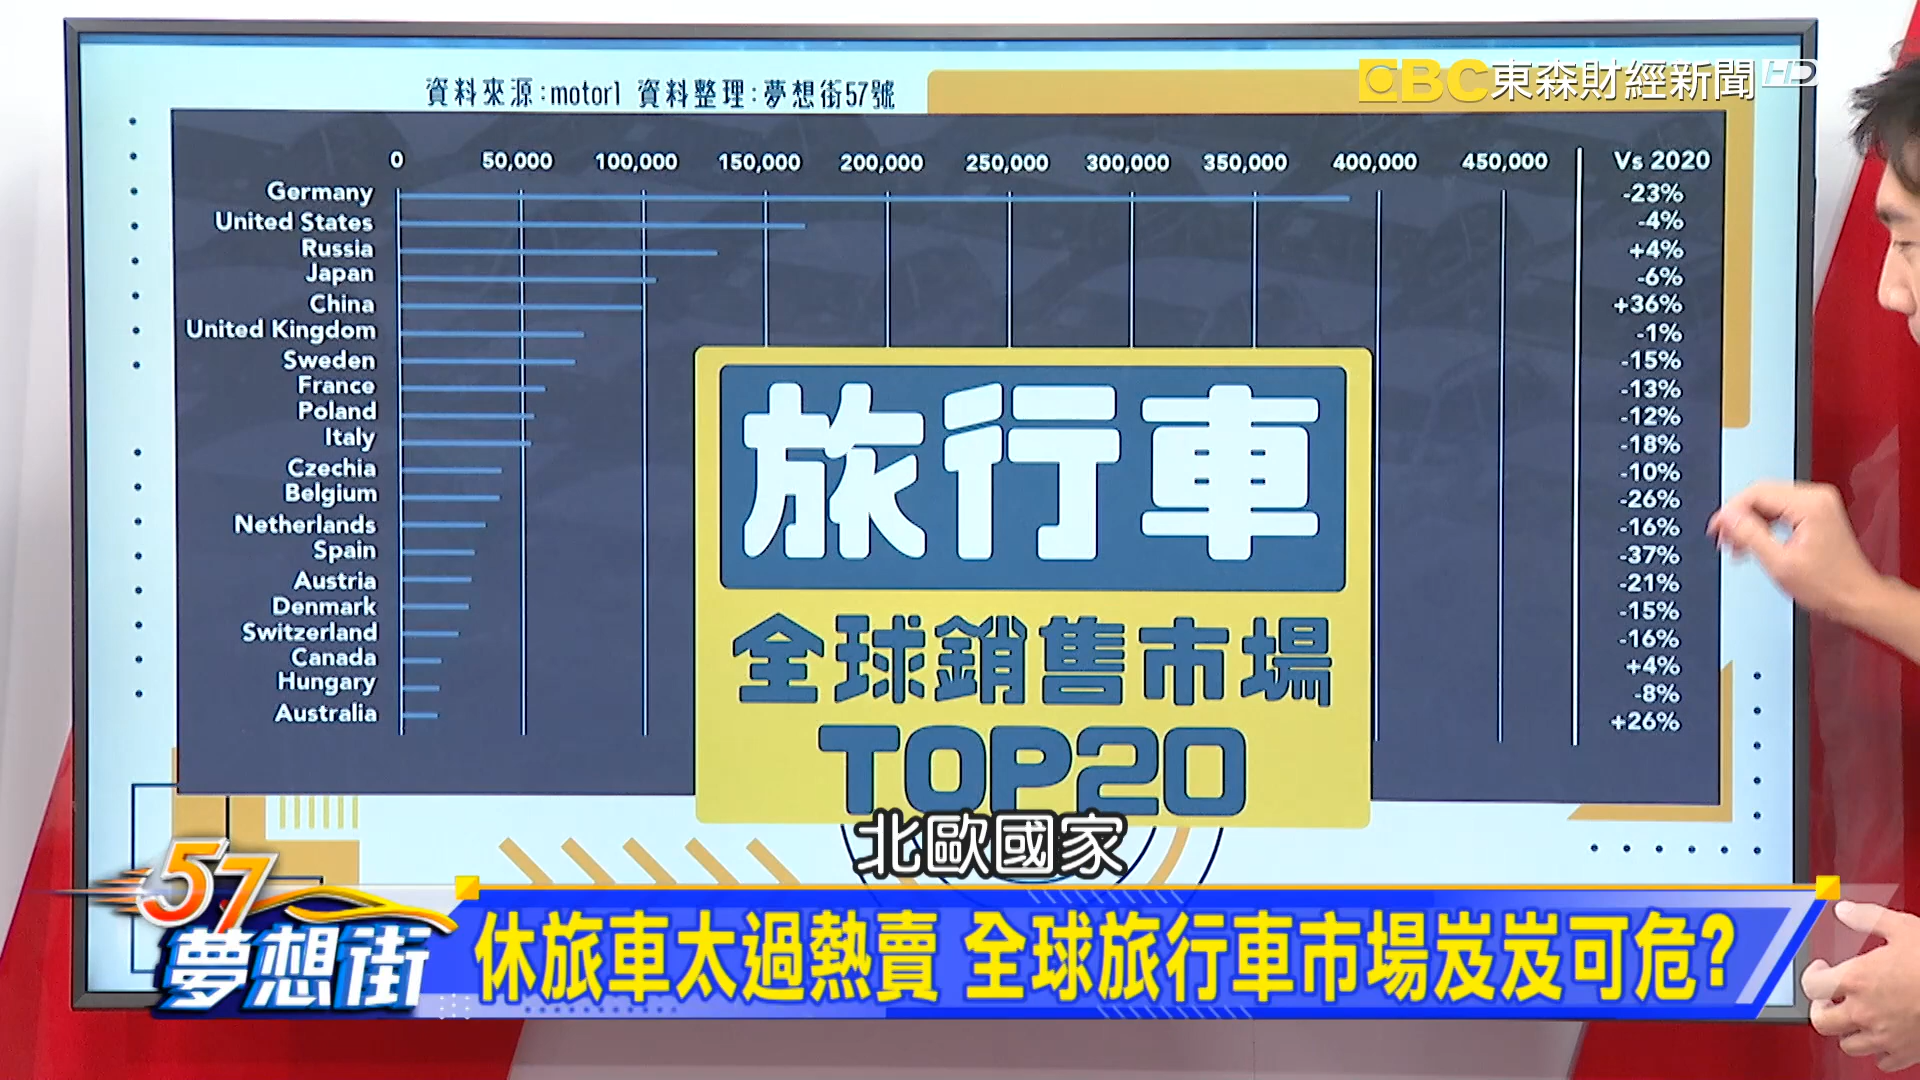 EBC 東森財經新聞 HD
資料來源:motor1 資料整理:夢想街57號
0 50,000 100,000 150,000 200,000 250,000 300,000 350,000 400,000 450,000 Vs 2020
Germany -23%
United States -4%
Russia +4%
Japan -6%
China +36%
United Kingdom -1%
Sweden -15%
France -13%
Poland -12%
Italy -18%
Czechia -10%
Belgium -26%
Netherlands -16%
Spain -37%
Austria -21%
Denmark -15%
Switzerland -16%
Canada +4%
Hungary -8%
Australia +26%
旅行車
全球銷售市場
TOP20
北歐國家
57夢想街
休旅車太過熱賣 全球旅行車市場岌岌可危?